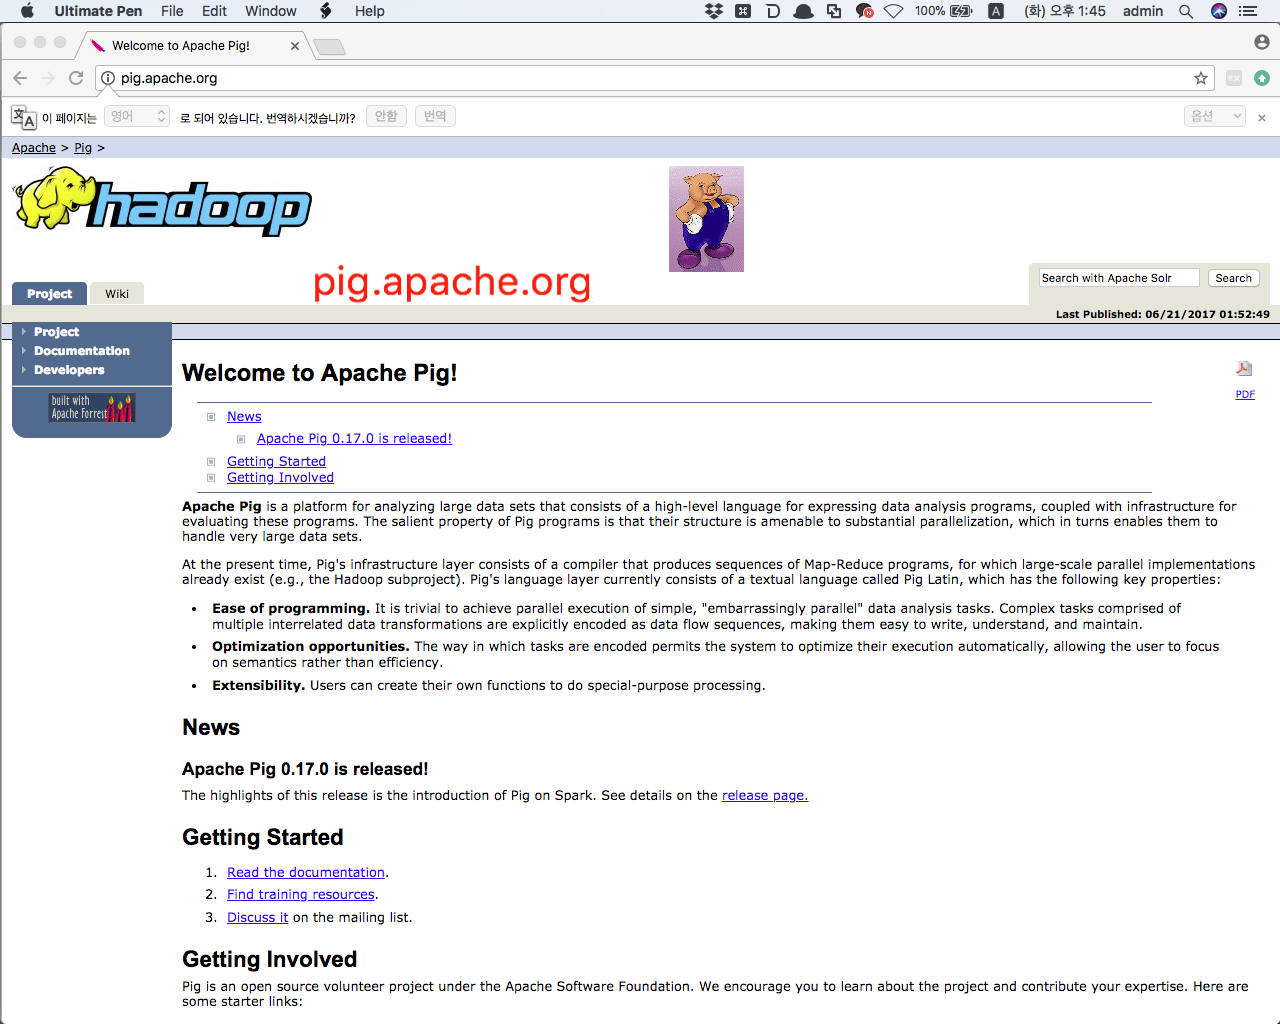 Ultimate Pen File Edit Window Help 100% A (화) 오후 1:45 admin
Welcome to Apache Pig!
pig.apache.org
이 페이지는 영어 로 되어 있습니다. 번역하시겠습니까? 안함 번역 옵션
Apache > Pig >
hadoop
pig.apache.org
Search with Apache Solr Search
Project Wiki
Last Published: 06/21/2017 01:52:49
Project
Documentation
Developers
built with
Apache Forrest
Welcome to Apache Pig!
PDF
News
Apache Pig 0.17.0 is released!
Getting Started
Getting Involved
Apache Pig is a platform for analyzing large data sets that consists of a high-level language for expressing data analysis programs, coupled with infrastructure for
evaluating these programs. The salient property of Pig programs is that their structure is amenable to substantial parallelization, which in turns enables them to
handle very large data sets.
At the present time, Pig's infrastructure layer consists of a compiler that produces sequences of Map-Reduce programs, for which large-scale parallel implementations
already exist (e.g., the Hadoop subproject). Pig's language layer currently consists of a textual language called Pig Latin, which has the following key properties:
• Ease of programming. It is trivial to achieve parallel execution of simple, "embarrassingly parallel" data analysis tasks. Complex tasks comprised of
multiple interrelated data transformations are explicitly encoded as data flow sequences, making them easy to write, understand, and maintain.
• Optimization opportunities. The way in which tasks are encoded permits the system to optimize their execution automatically, allowing the user to focus
on semantics rather than efficiency.
• Extensibility. Users can create their own functions to do special-purpose processing.
News
Apache Pig 0.17.0 is released!
The highlights of this release is the introduction of Pig on Spark. See details on the release page.
Getting Started
1. Read the documentation.
2. Find training resources.
3. Discuss it on the mailing list.
Getting Involved
Pig is an open source volunteer project under the Apache Software Foundation. We encourage you to learn about the project and contribute your expertise. Here are
some starter links: